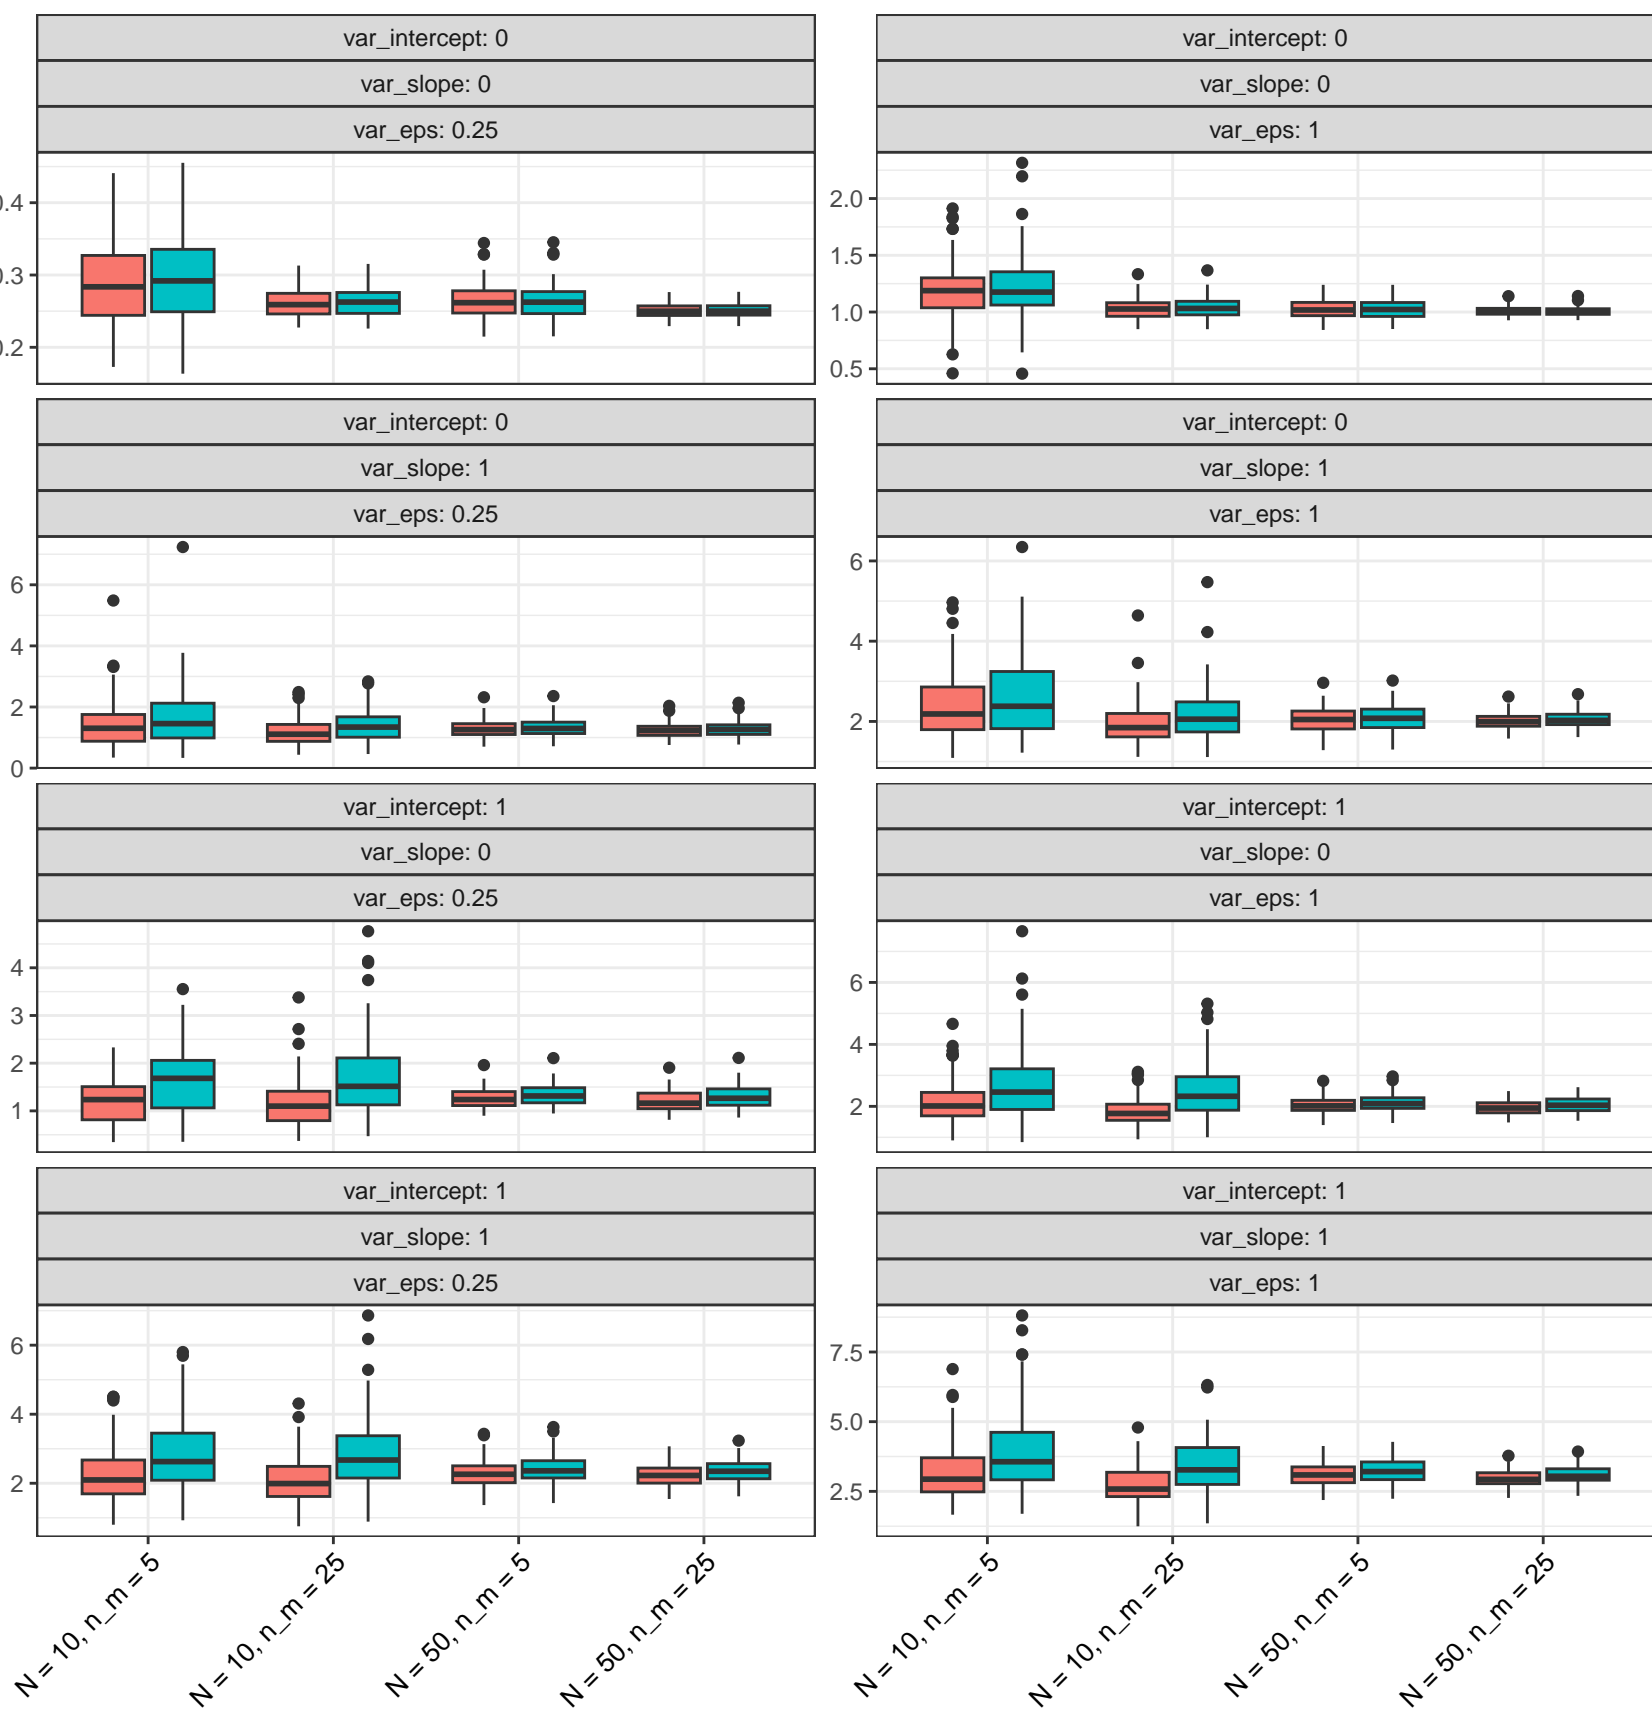 var_intercept: 0
var_slope: 0
var_eps: 0.25
0.4
0.3
0.2
var_intercept: 0
var_slope: 0
var_eps: 1
2.0
1.5
1.0
0.5
var_intercept: 0
var_slope: 1
var_eps: 0.25
6
4
2
0
var_intercept: 0
var_slope: 1
var_eps: 1
6
4
2
var_intercept: 1
var_slope: 0
var_eps: 0.25
4
3
2
1
var_intercept: 1
var_slope: 0
var_eps: 1
6
4
2
var_intercept: 1
var_slope: 1
var_eps: 0.25
6
4
2
var_intercept: 1
var_slope: 1
var_eps: 1
7.5
5.0
2.5
N = 10, n_m = 5
N = 10, n_m = 25
N = 50, n_m = 5
N = 50, n_m = 25
N = 10, n_m = 5
N = 10, n_m = 25
N = 50, n_m = 5
N = 50, n_m = 25